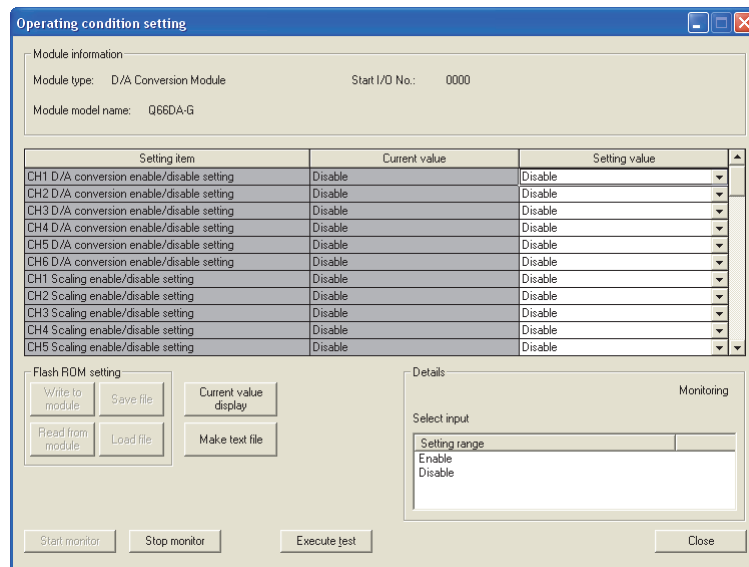 Operating condition setting
Module information
Module type: D/A Conversion Module Start I/O No.: 0000
Module model name: Q66DA-G
Setting item Current value Setting value
CH1 D/A conversion enable/disable setting Disable Disable
CH2 D/A conversion enable/disable setting Disable Disable
CH3 D/A conversion enable/disable setting Disable Disable
CH4 D/A conversion enable/disable setting Disable Disable
CH5 D/A conversion enable/disable setting Disable Disable
CH6 D/A conversion enable/disable setting Disable Disable
CH1 Scaling enable/disable setting Disable Disable
CH2 Scaling enable/disable setting Disable Disable
CH3 Scaling enable/disable setting Disable Disable
CH4 Scaling enable/disable setting Disable Disable
CH5 Scaling enable/disable setting Disable Disable
Flash ROM setting
Write to
module
Save file
Read from
module
Load file
Current value
display
Make text file
Details
Monitoring
Select input
Setting range
Enable
Disable
Start monitor Stop monitor Execute test Close